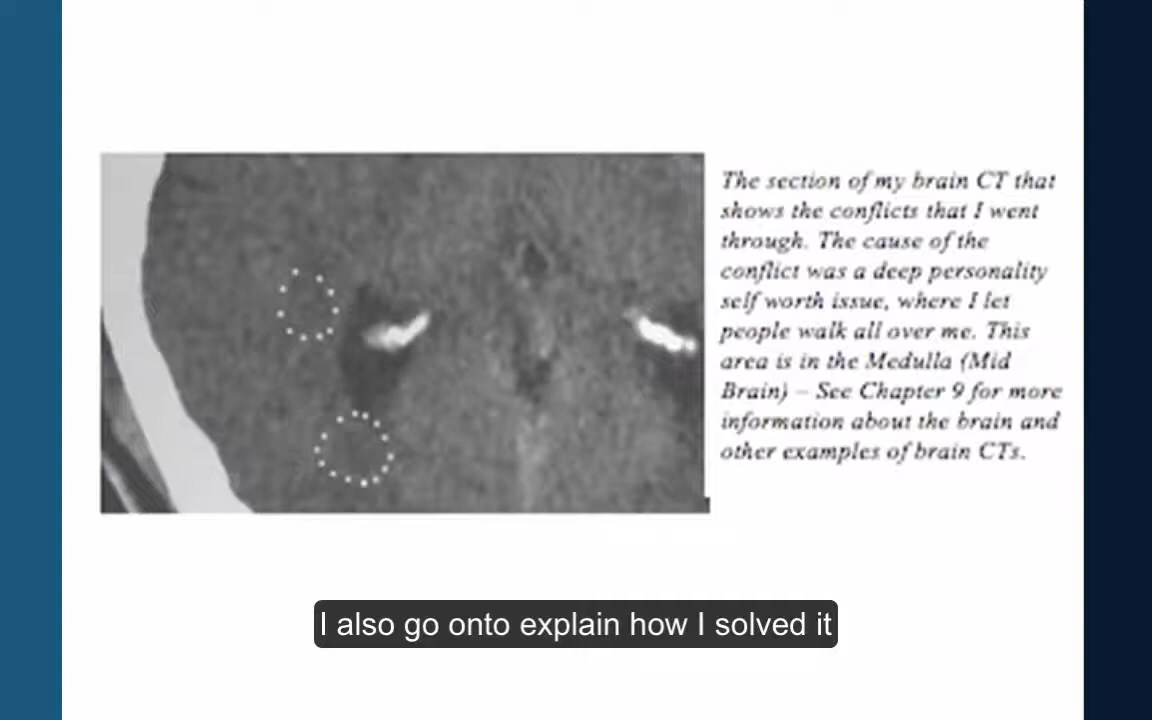 The section of my brain CT that
shows the conflicts that I went
through. The cause of the
conflict was a deep personality
self worth issue, where I let
people walk all over me. This
area is in the Medulla (Mid
Brain) – See Chapter 9 for more
information about the brain and
other examples of brain CTs.
I also go onto explain how I solved it